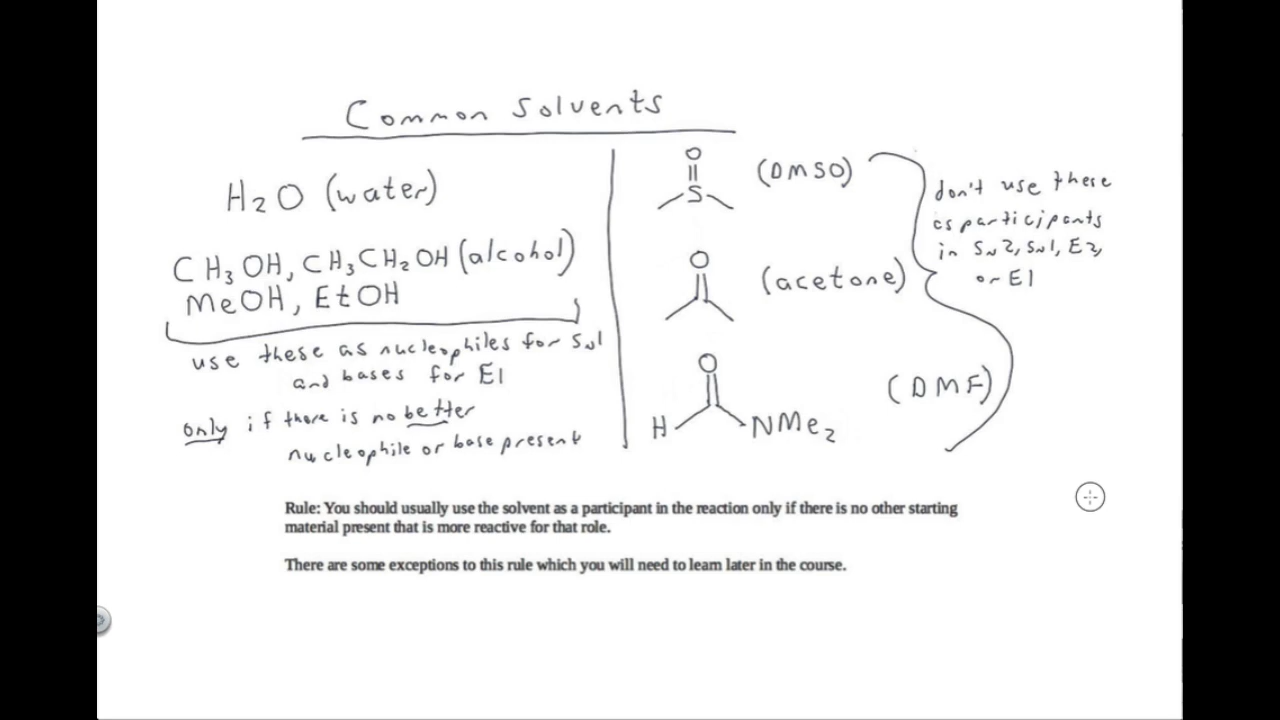 Common Solvents
H2O (water)
CH3OH, CH3CH2OH (alcohol)
MeOH, EtOH
use these as nucleophiles for SN1
and bases for E1
only if there is no better
nucleophile or base present
O
S
(DMSO)
O
(acetone)
O
H
NMe2
(DMF)
don't use these
as participants
in SN2, SN1, E2,
or E1
Rule: You should usually use the solvent as a participant in the reaction only if there is no other starting
material present that is more reactive for that role.
There are some exceptions to this rule which you will need to learn later in the course.